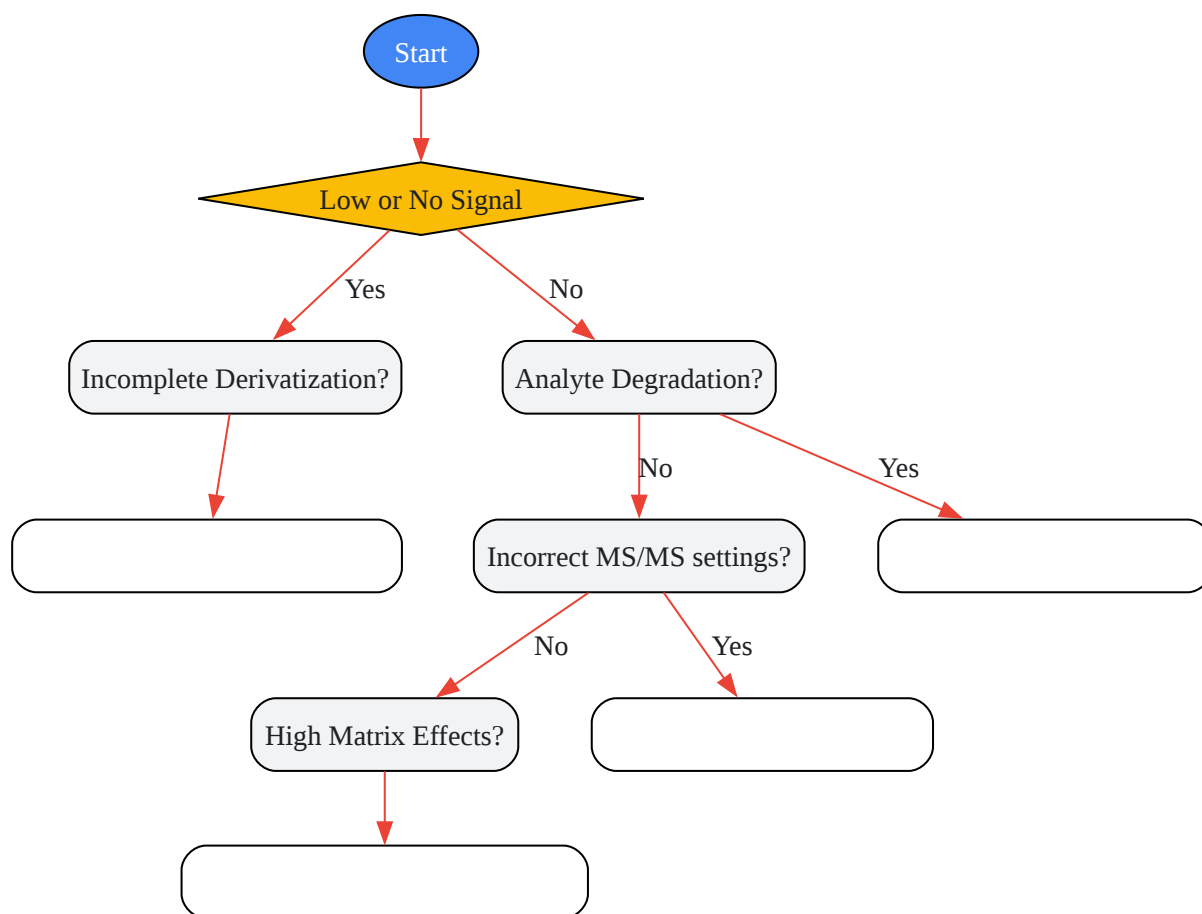 Start
Low or No Signal
Yes
No
Incomplete Derivatization?
Analyte Degradation?
No
Yes
Incorrect MS/MS settings?
No
Yes
High Matrix Effects?